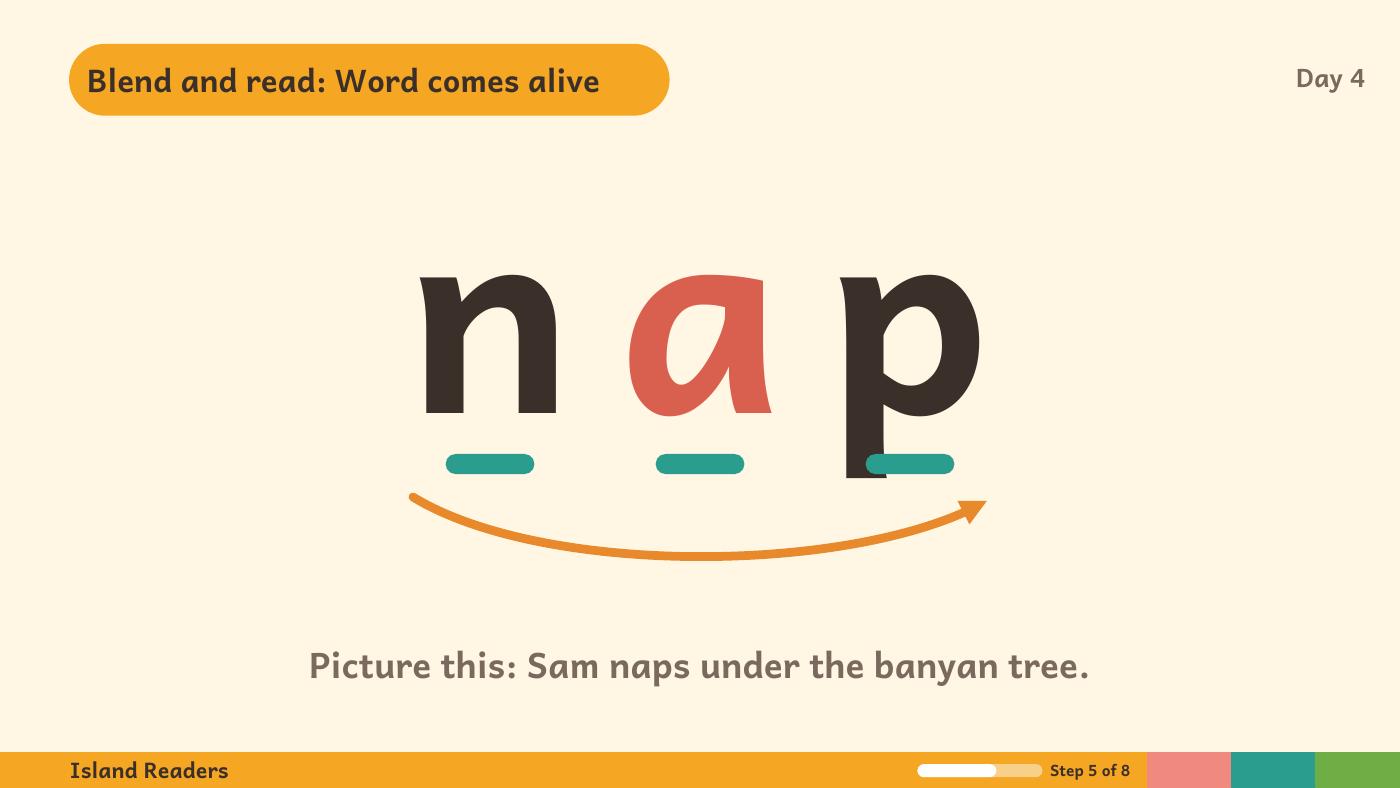 Blend and read: Word comes alive
Day 4
n a p
Picture this: Sam naps under the banyan tree.
Island Readers
Step 5 of 8